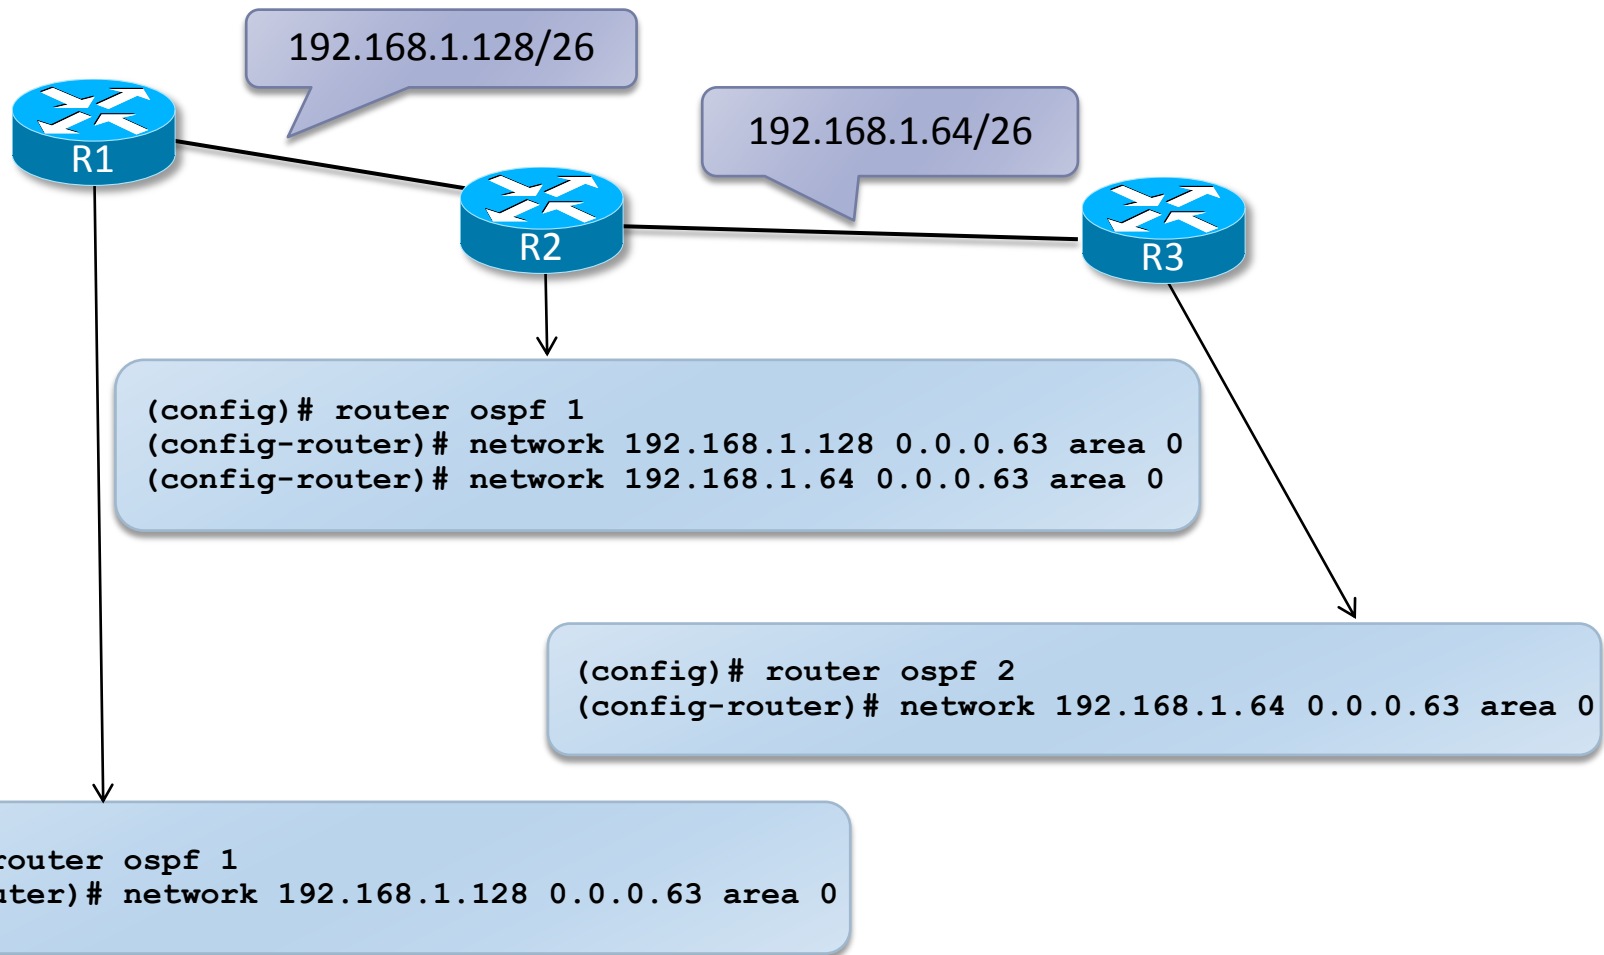 192.168.1.128/26
192.168.1.64/26
R1
R2
R3
(config)# router ospf 1
(config-router)# network 192.168.1.128 0.0.0.63 area 0
(config-router)# network 192.168.1.64 0.0.0.63 area 0
(config)# router ospf 2
(config-router)# network 192.168.1.64 0.0.0.63 area 0
router ospf 1
uter)# network 192.168.1.128 0.0.0.63 area 0